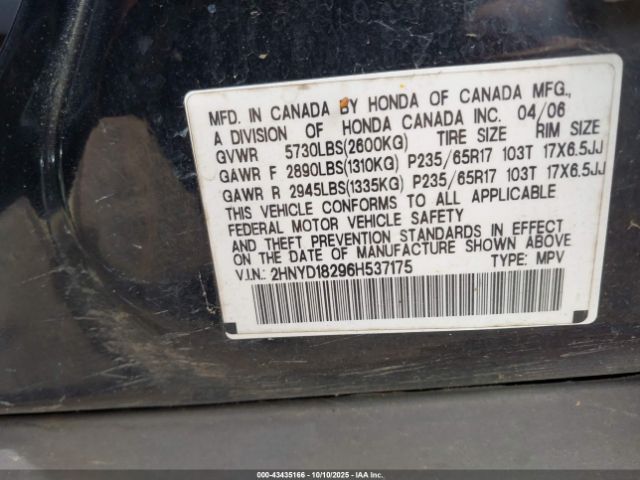 MFD. IN CANADA BY HONDA OF CANADA MFG.,
A DIVISION OF HONDA CANADA INC. 04/06
GVWR 5730LBS(2600KG) TIRE SIZE RIM SIZE
GAWR F 2890LBS(1310KG) P235/65R17 103T 17X6.5JJ
GAWR R 2945LBS(1335KG) P235/65R17 103T 17X6.5JJ
THIS VEHICLE CONFORMS TO ALL APPLICABLE
FEDERAL MOTOR VEHICLE SAFETY
AND THEFT PREVENTION STANDARDS IN EFFECT
ON THE DATE OF MANUFACTURE SHOWN ABOVE
V.I.N.: 2HNYD18296H537175 TYPE: MPV
000-43435166 - 10/10/2025 - IAAI.COM